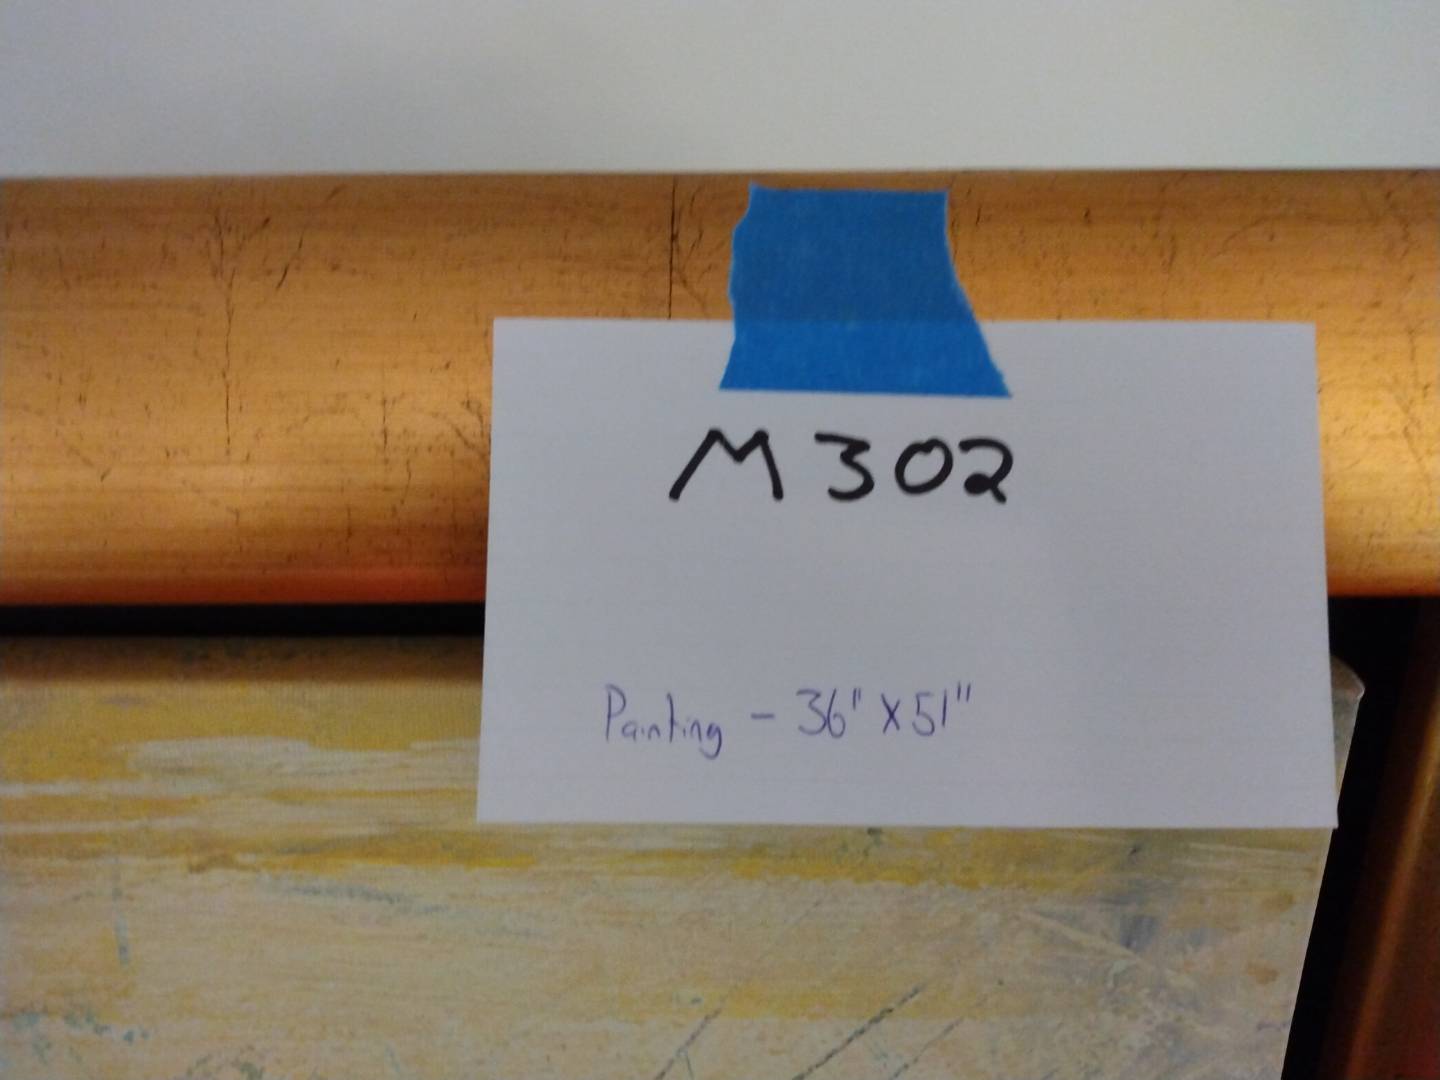 M302
Painting - 36" X 51"